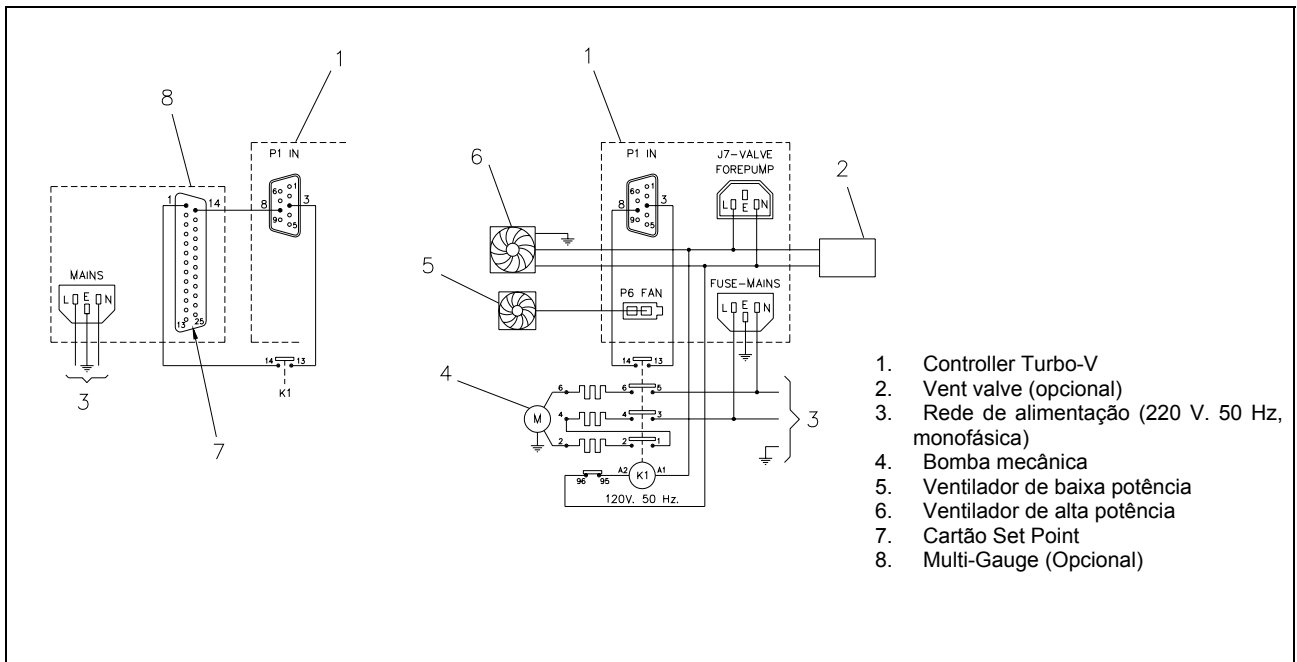 1
8
P1 IN
6 1
8 3
9 5
1 14
MAINS
L E N
13 25
14 13
K1
3
7
1
6
P1 IN
J7-VALVE
FOREPUMP
2
6 1
8 3
9 5
L E N
5
P6 FAN
FUSE-MAINS
L E N
14 13
4
6 6 5
M 4 4 3
3
2 2 1
96 95 A2 K1 A1
120V. 50 Hz.
1. Controller Turbo-V
2. Vent valve (opcional)
3. Rede de alimentação (220 V. 50 Hz,
monofásica)
4. Bomba mecânica
5. Ventilador de baixa potência
6. Ventilador de alta potência
7. Cartão Set Point
8. Multi-Gauge (Opcional)